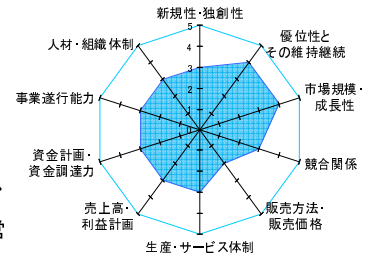 新規性・独創性
優位性と
その維持継続
市場規模・
成長性
競合関係
販売方法・
販売価格
生産・サービス体制
売上高・
利益計画
資金計画・
資金調達力
事業遂行能力
人材・組織体制
5
4
3
2
1
0
営